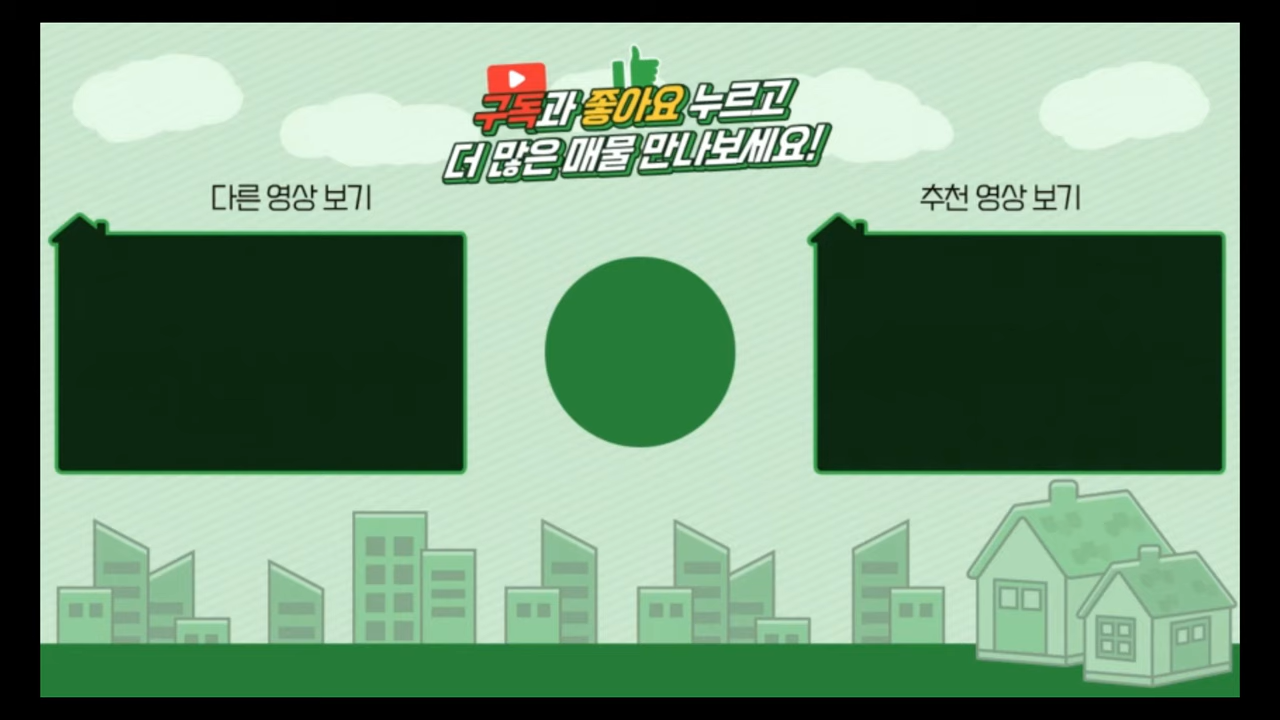 구독과 좋아요 누르고
더 많은 매물 만나보세요!
다른 영상 보기
추천 영상 보기